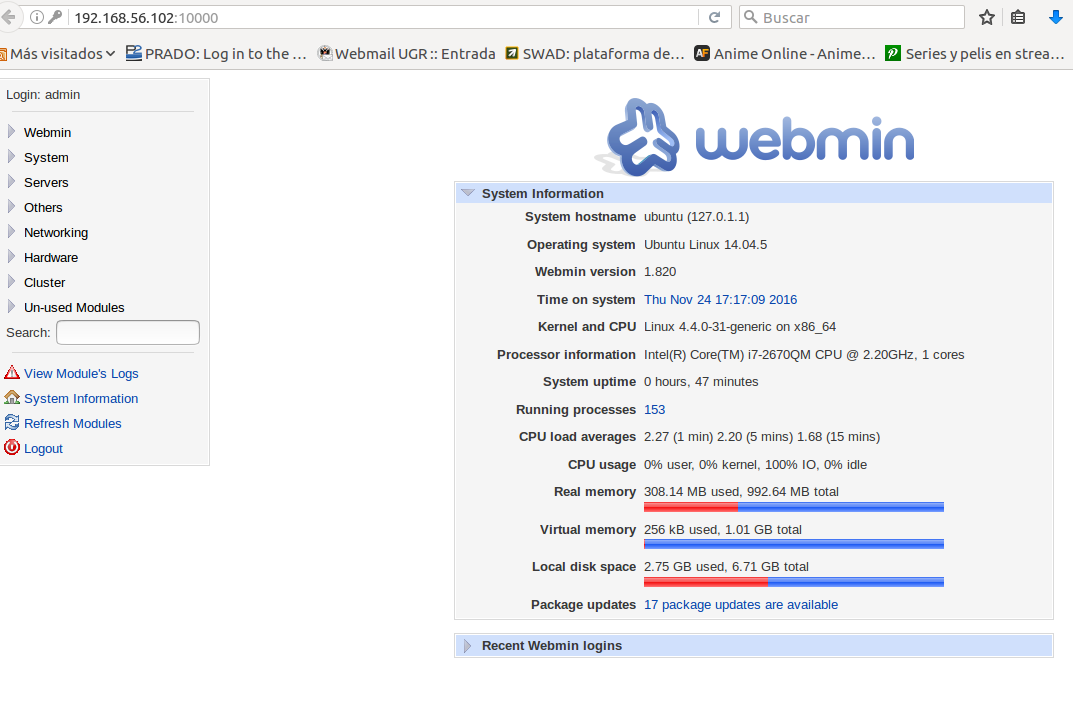 192.168.56.102:10000
Buscar
Más visitados
PRADO: Log in to the ...
Webmail UGR :: Entrada
SWAD: plataforma de...
AF
Anime Online - Anime...
Series y pelis en strea...
Login: admin
Webmin
System
Servers
Others
Networking
Hardware
Cluster
Un-used Modules
Search:
View Module's Logs
System Information
Refresh Modules
Logout
webmin
System Information
System hostname ubuntu (127.0.1.1)
Operating system Ubuntu Linux 14.04.5
Webmin version 1.820
Time on system Thu Nov 24 17:17:09 2016
Kernel and CPU Linux 4.4.0-31-generic on x86_64
Processor information Intel(R) Core(TM) i7-2670QM CPU @ 2.20GHz, 1 cores
System uptime 0 hours, 47 minutes
Running processes 153
CPU load averages 2.27 (1 min) 2.20 (5 mins) 1.68 (15 mins)
CPU usage 0% user, 0% kernel, 100% IO, 0% idle
Real memory 308.14 MB used, 992.64 MB total
Virtual memory 256 kB used, 1.01 GB total
Local disk space 2.75 GB used, 6.71 GB total
Package updates 17 package updates are available
Recent Webmin logins